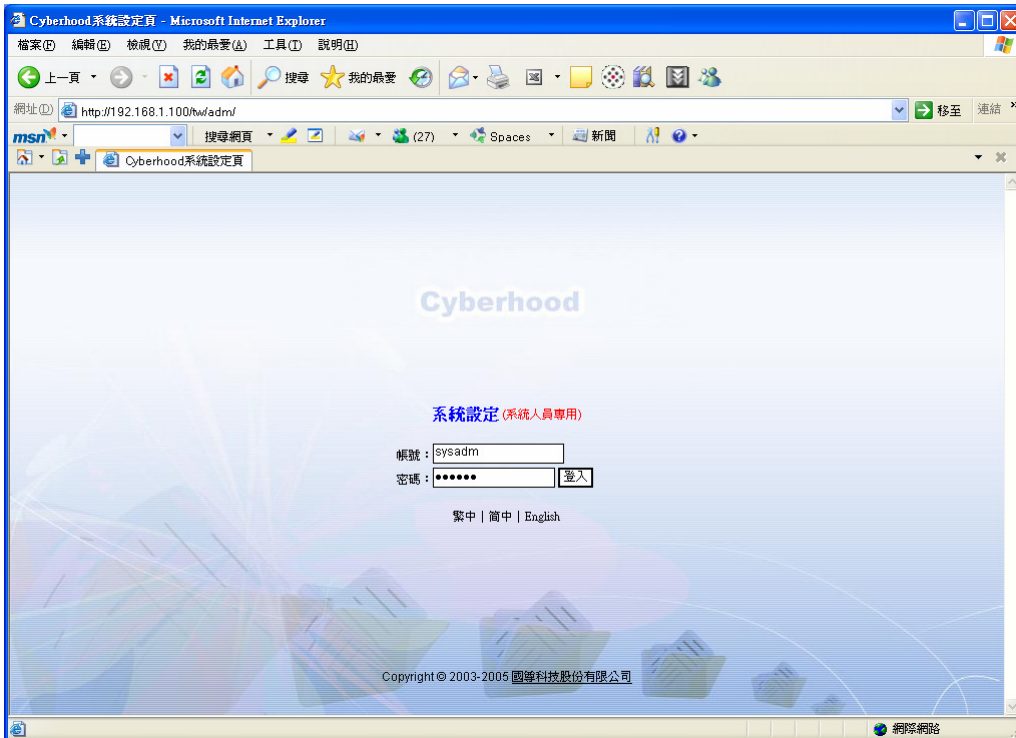 Cyberhood系統設定頁 - Microsoft Internet Explorer
檔案(F) 編輯(E) 檢視(V) 我的最愛(A) 工具(T) 說明(H)
上一頁 搜尋 我的最愛
網址(D) http://192.168.1.100/tw/adm/ 移至 連結 »
msn 搜尋網頁 (27) Spaces 新聞
Cyberhood系統設定頁
Cyberhood
系統設定 (系統人員專用)
帳號： sysadm
密碼： •••••• 登入
繁中 | 简中 | English
Copyright © 2003-2005 國眾科技股份有限公司
網際網路